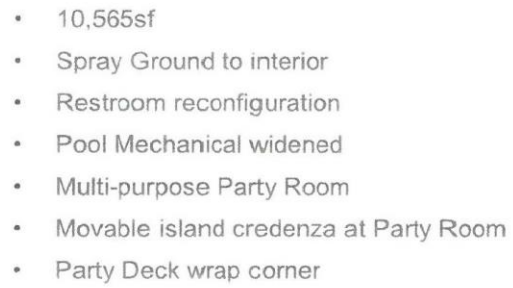 • 10,565sf
• Spray Ground to interior
• Restroom reconfiguration
• Pool Mechanical widened
• Multi-purpose Party Room
• Movable island credenza at Party Room
• Party Deck wrap corner